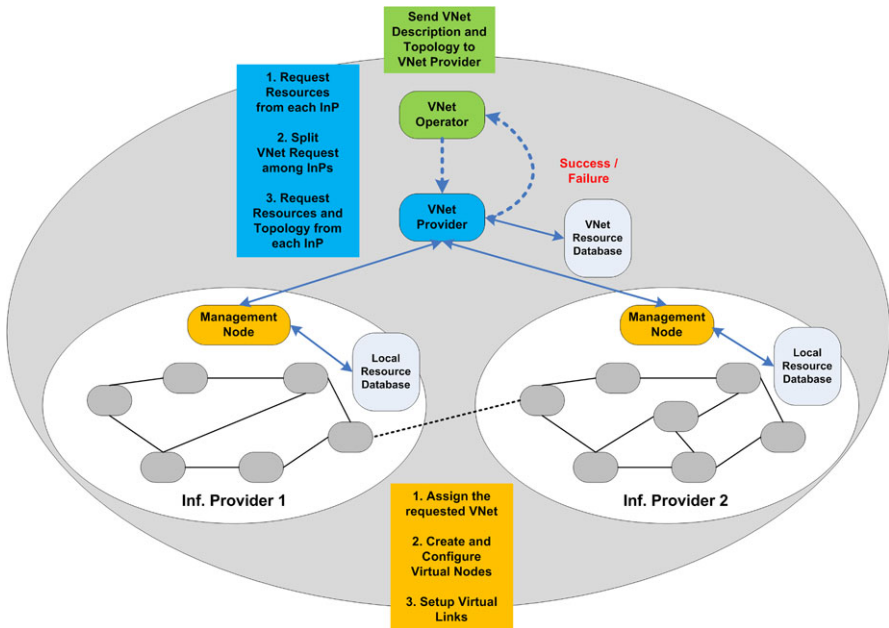 Send VNet
Description and
Topology to
VNet Provider
1. Request
Resources
from each InP
2. Split
VNet Request
among InPs
3. Request
Resources and
Topology from
each InP
VNet
Operator
Success /
Failure
VNet
Provider
VNet
Resource
Database
Management
Node
Local
Resource
Database
Inf. Provider 1
Management
Node
Local
Resource
Database
Inf. Provider 2
1. Assign the
requested VNet
2. Create and
Configure
Virtual Nodes
3. Setup Virtual
Links